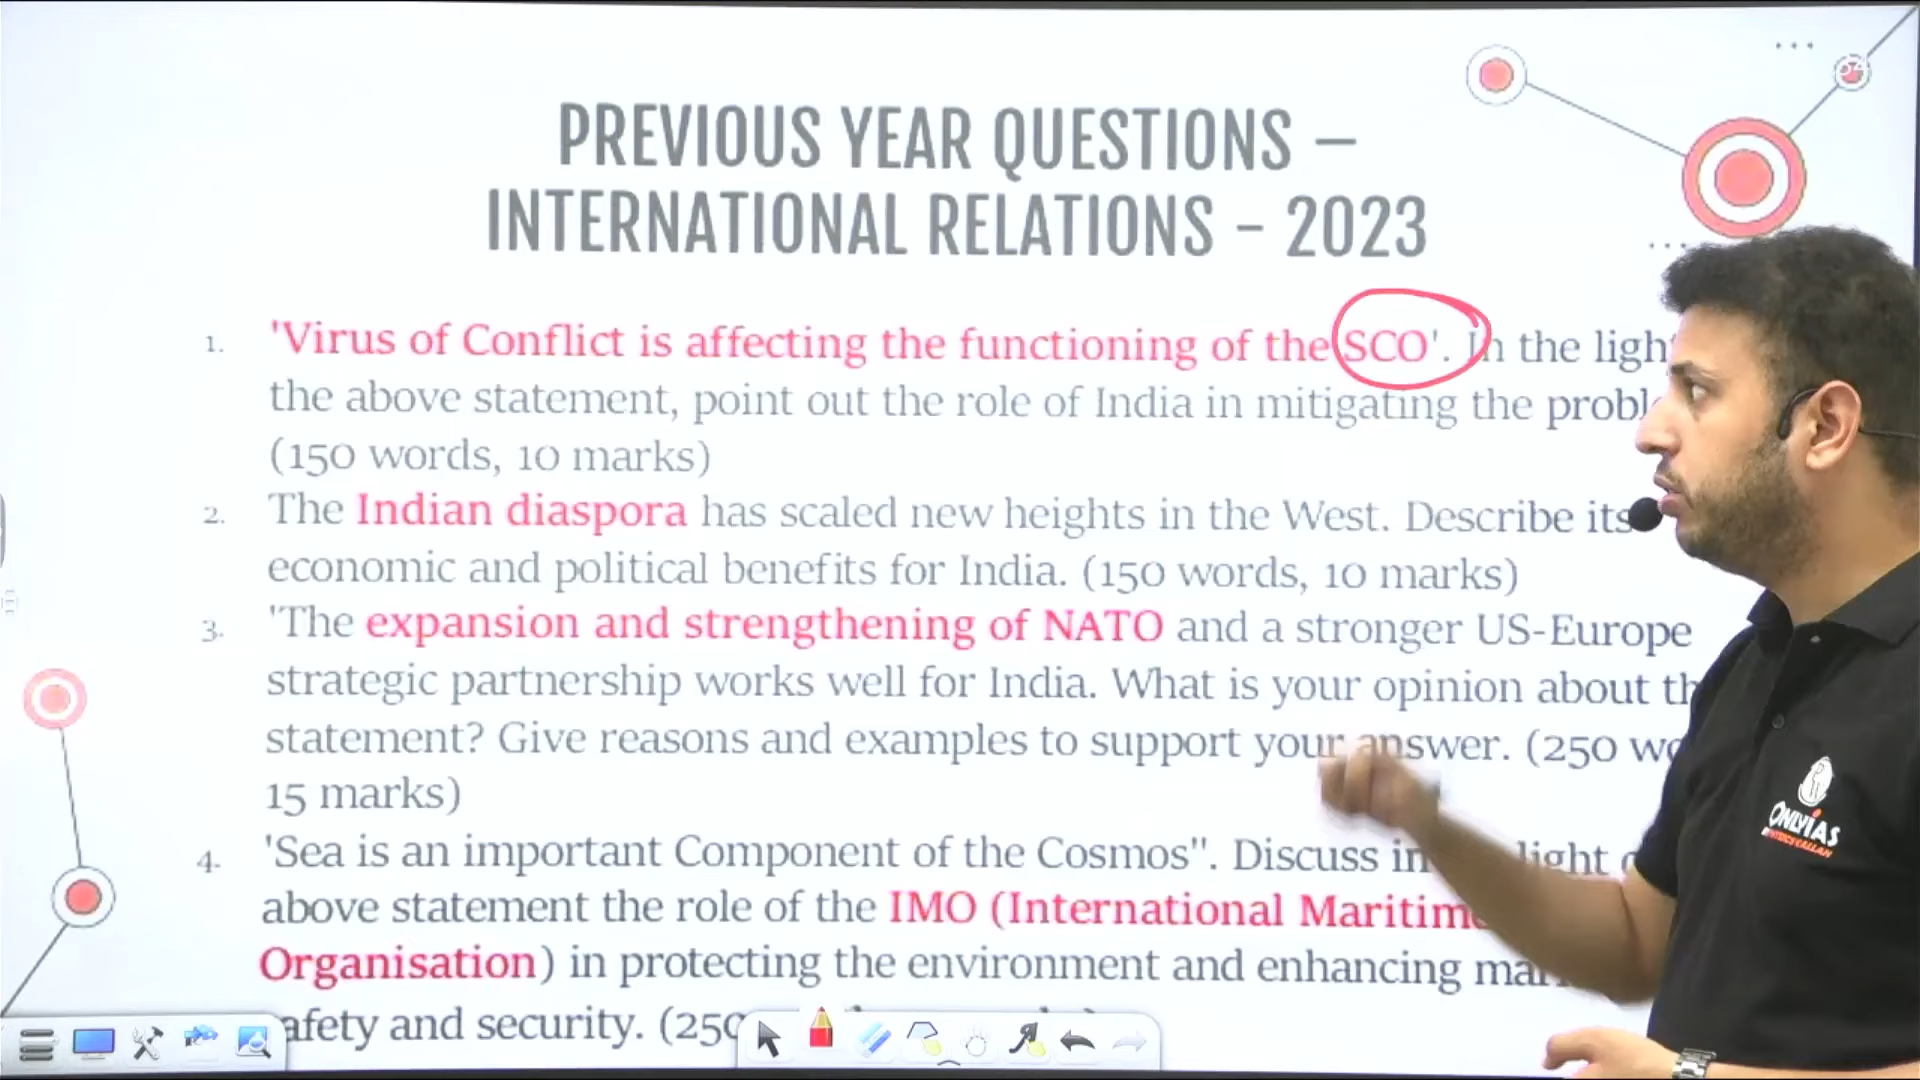 PREVIOUS YEAR QUESTIONS –
INTERNATIONAL RELATIONS - 2023
1. 'Virus of Conflict is affecting the functioning of the SCO'. In the light
the above statement, point out the role of India in mitigating the
(150 words, 10 marks)
2. The Indian diaspora has scaled new heights in the West. Describe its
economic and political benefits for India. (150 words, 10 marks)
3. 'The expansion and strengthening of NATO and a stronger US-Europe
strategic partnership works well for India. What is your opinion about
statement? Give reasons and examples to support your answer. (250
15 marks)
4. 'Sea is an important Component of the Cosmos". Discuss in light
above statement the role of the IMO (International Maritime
Organisation) in protecting the environment and enhancing
safety and security. (250
ONLYIAS